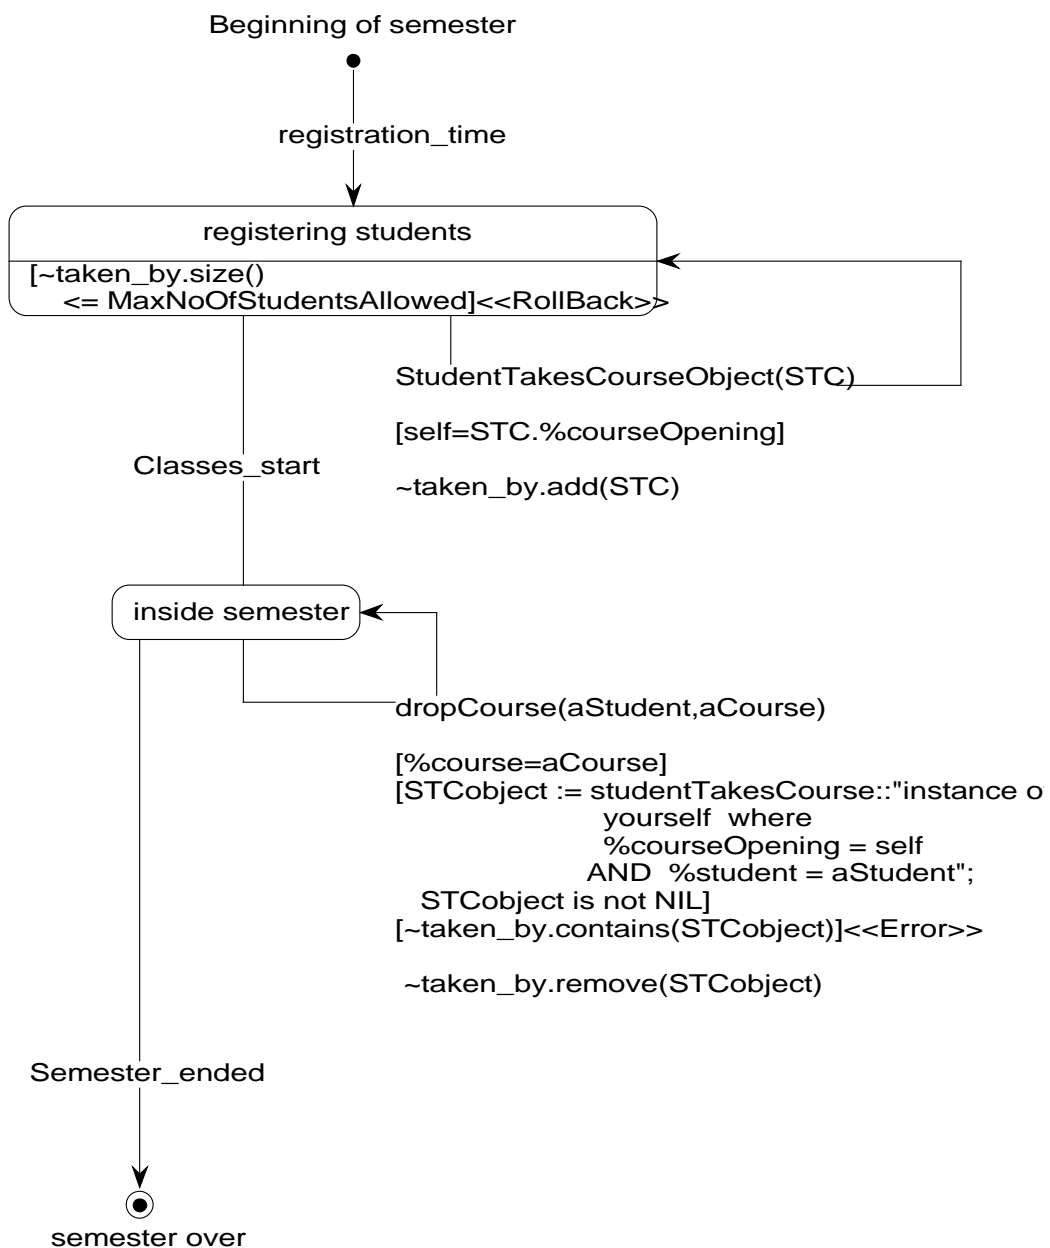 Beginning of semester
registration_time
registering students
[~taken_by.size()
<= MaxNoOfStudentsAllowed]<<RollBack>>
StudentTakesCourseObject(STC)
[self=STC.%courseOpening]
Classes_start
~taken_by.add(STC)
inside semester
dropCourse(aStudent,aCourse)
[%course=aCourse]
[STCobject := studentTakesCourse::"instance
yourself where
%courseOpening = self
AND %student = aStudent";
STCobject is not NIL]
[~taken_by.contains(STCobject)]<<Error>>
~taken_by.remove(STCobject)
Semester_ended
semester over